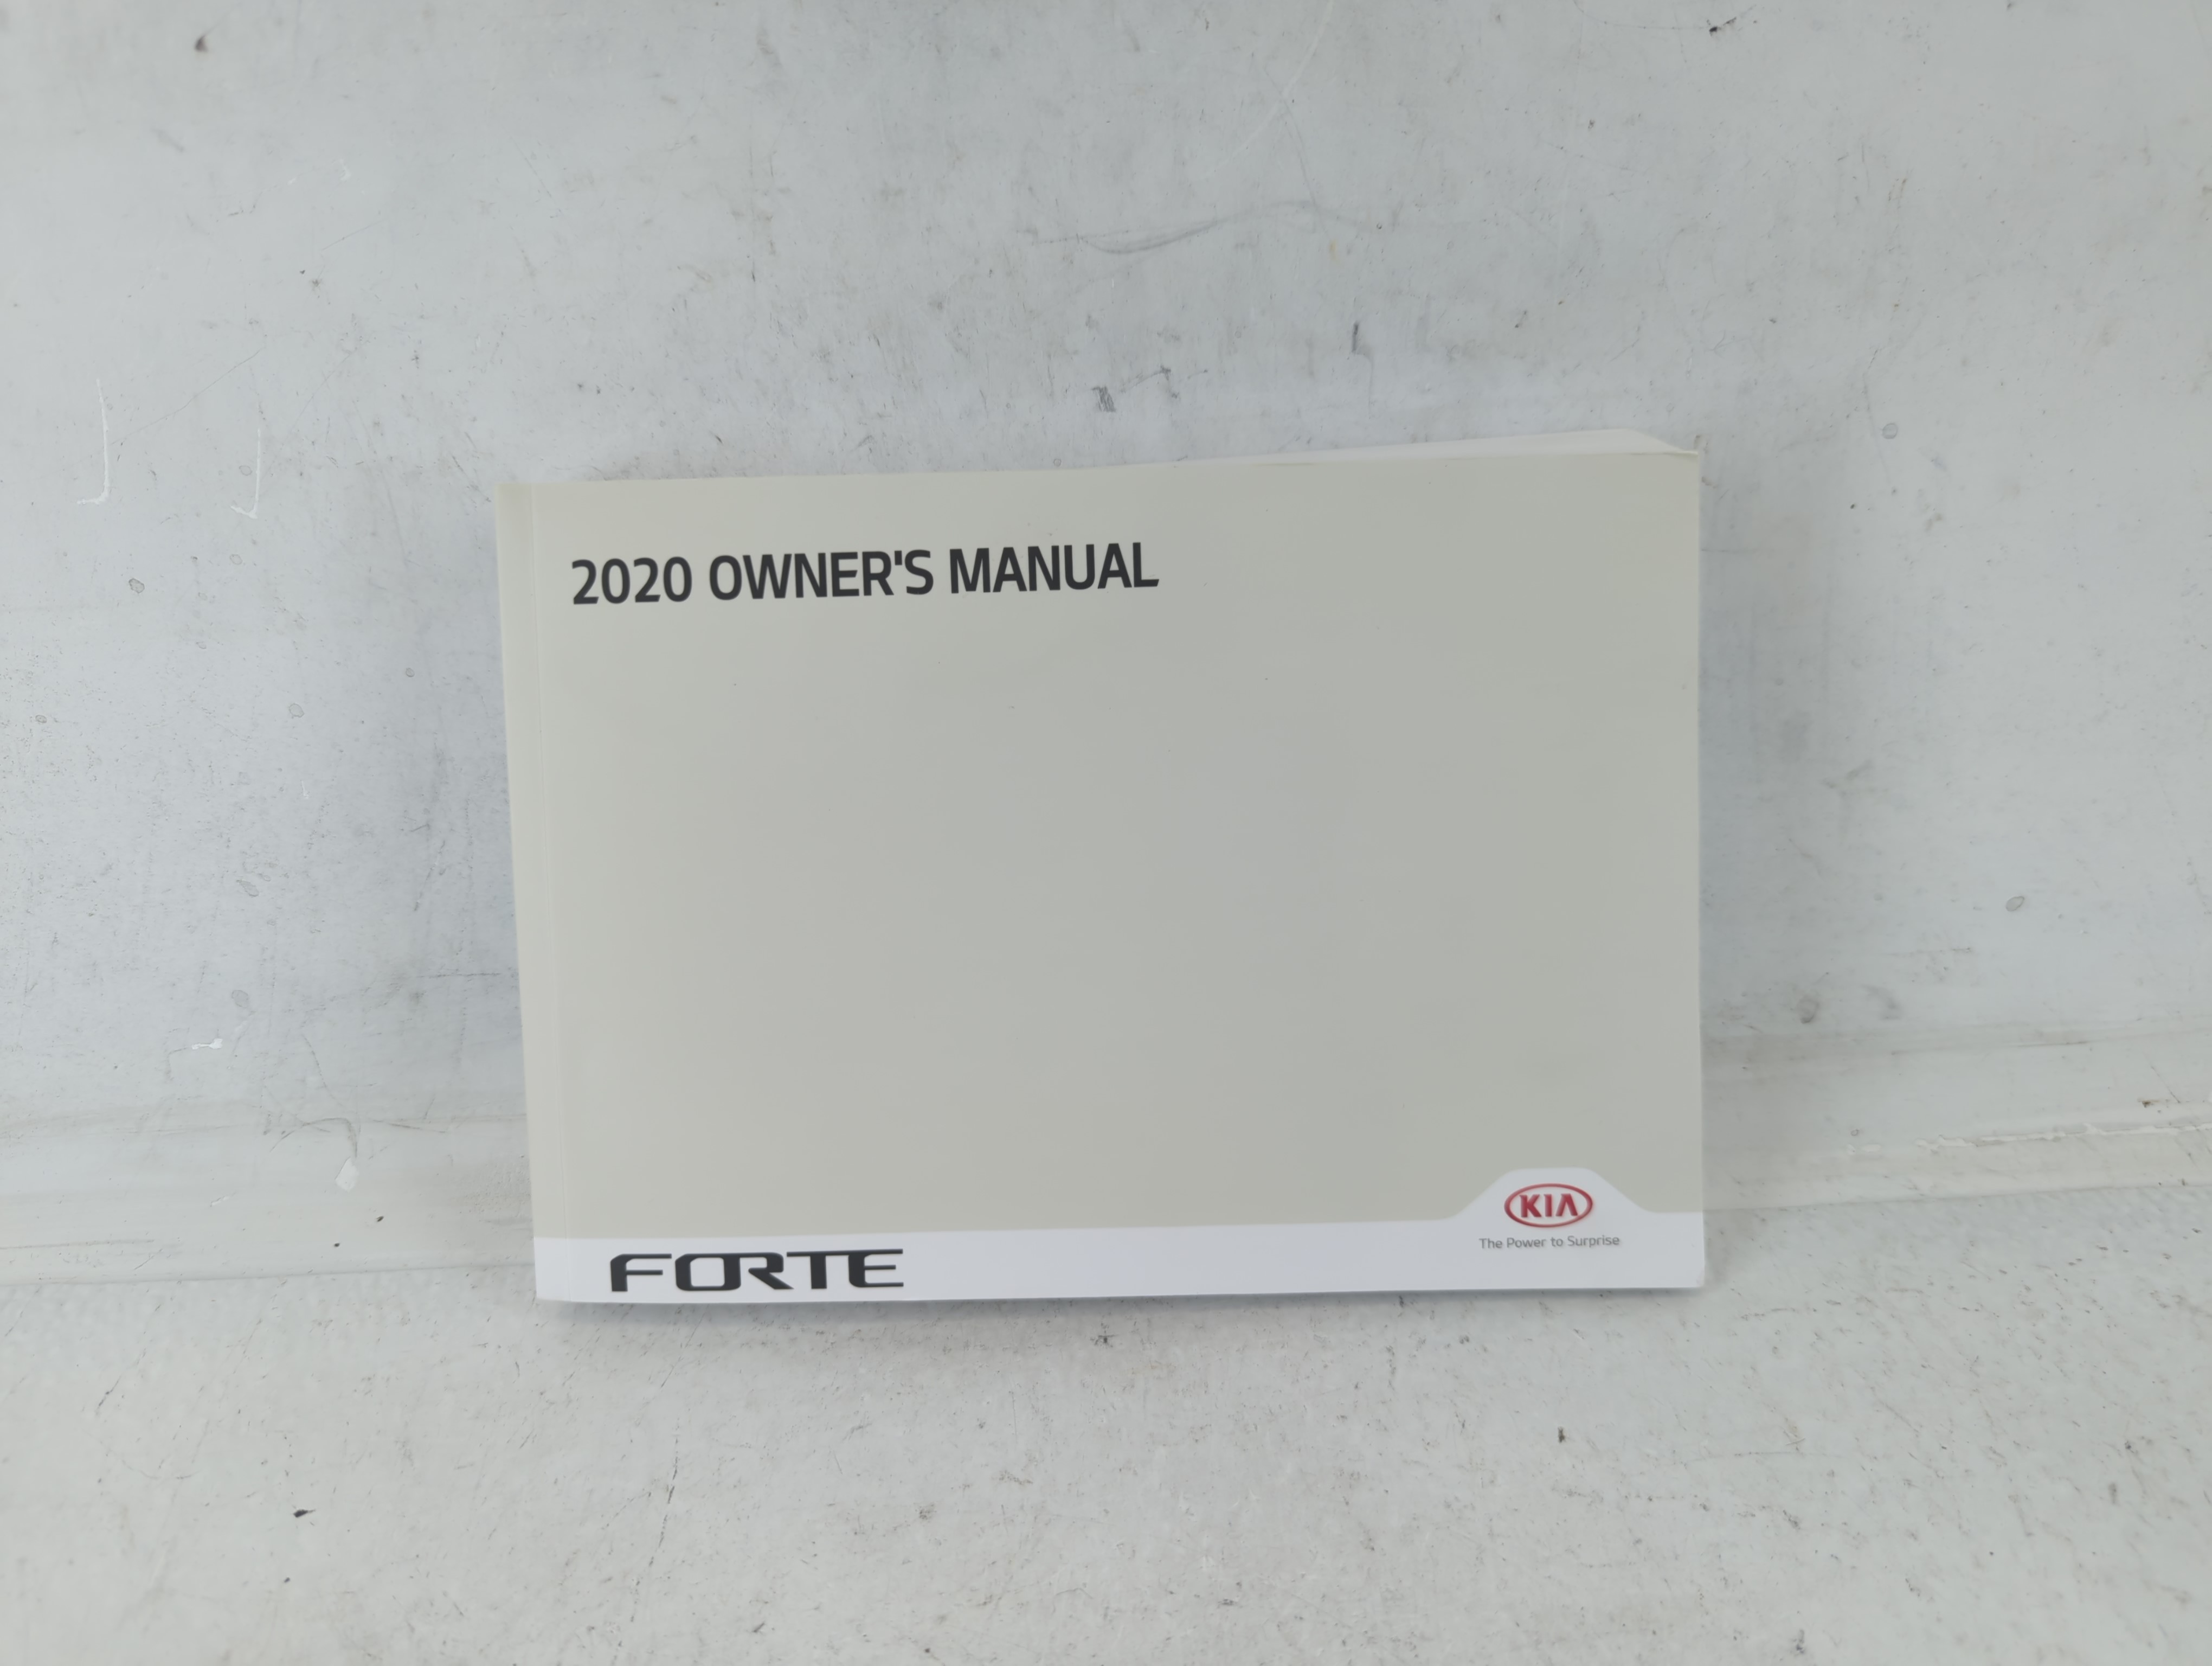 2020 OWNER'S MANUAL
FORTE
KIA
The Power to Surprise